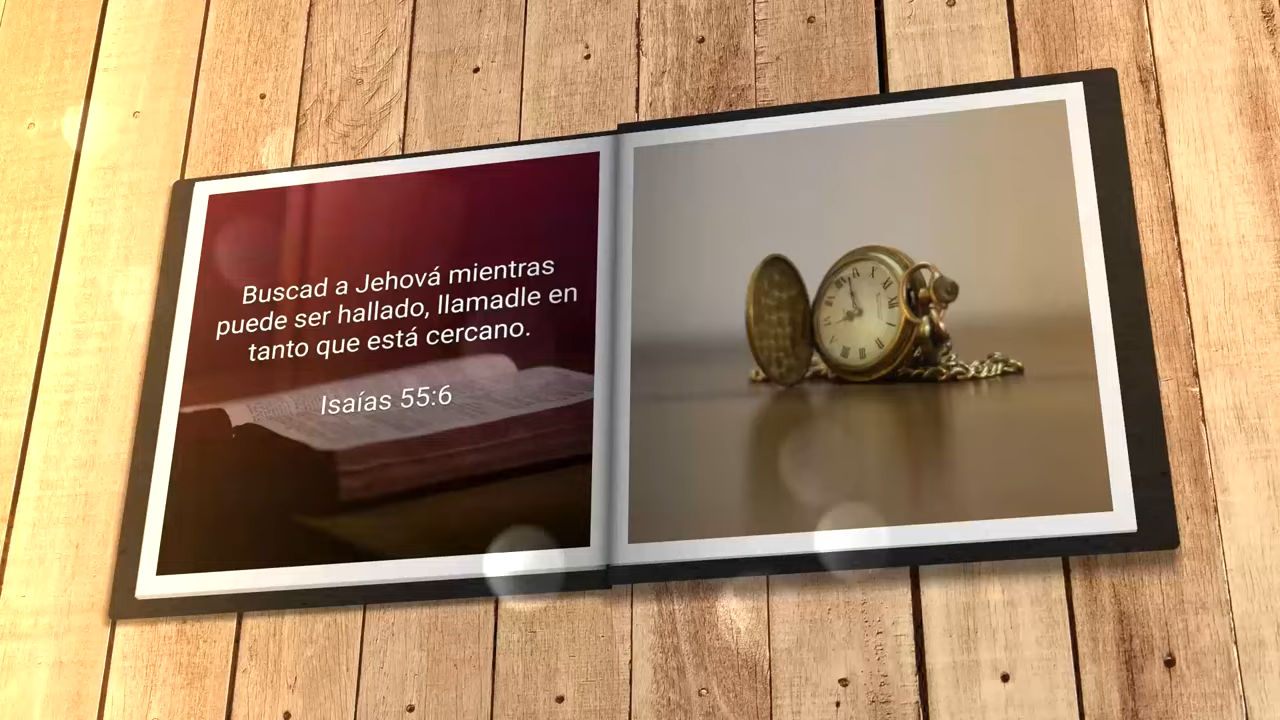 Buscad a Jehová mientras
puede ser hallado, llamadle en
tanto que está cercano.
Isaías 55:6